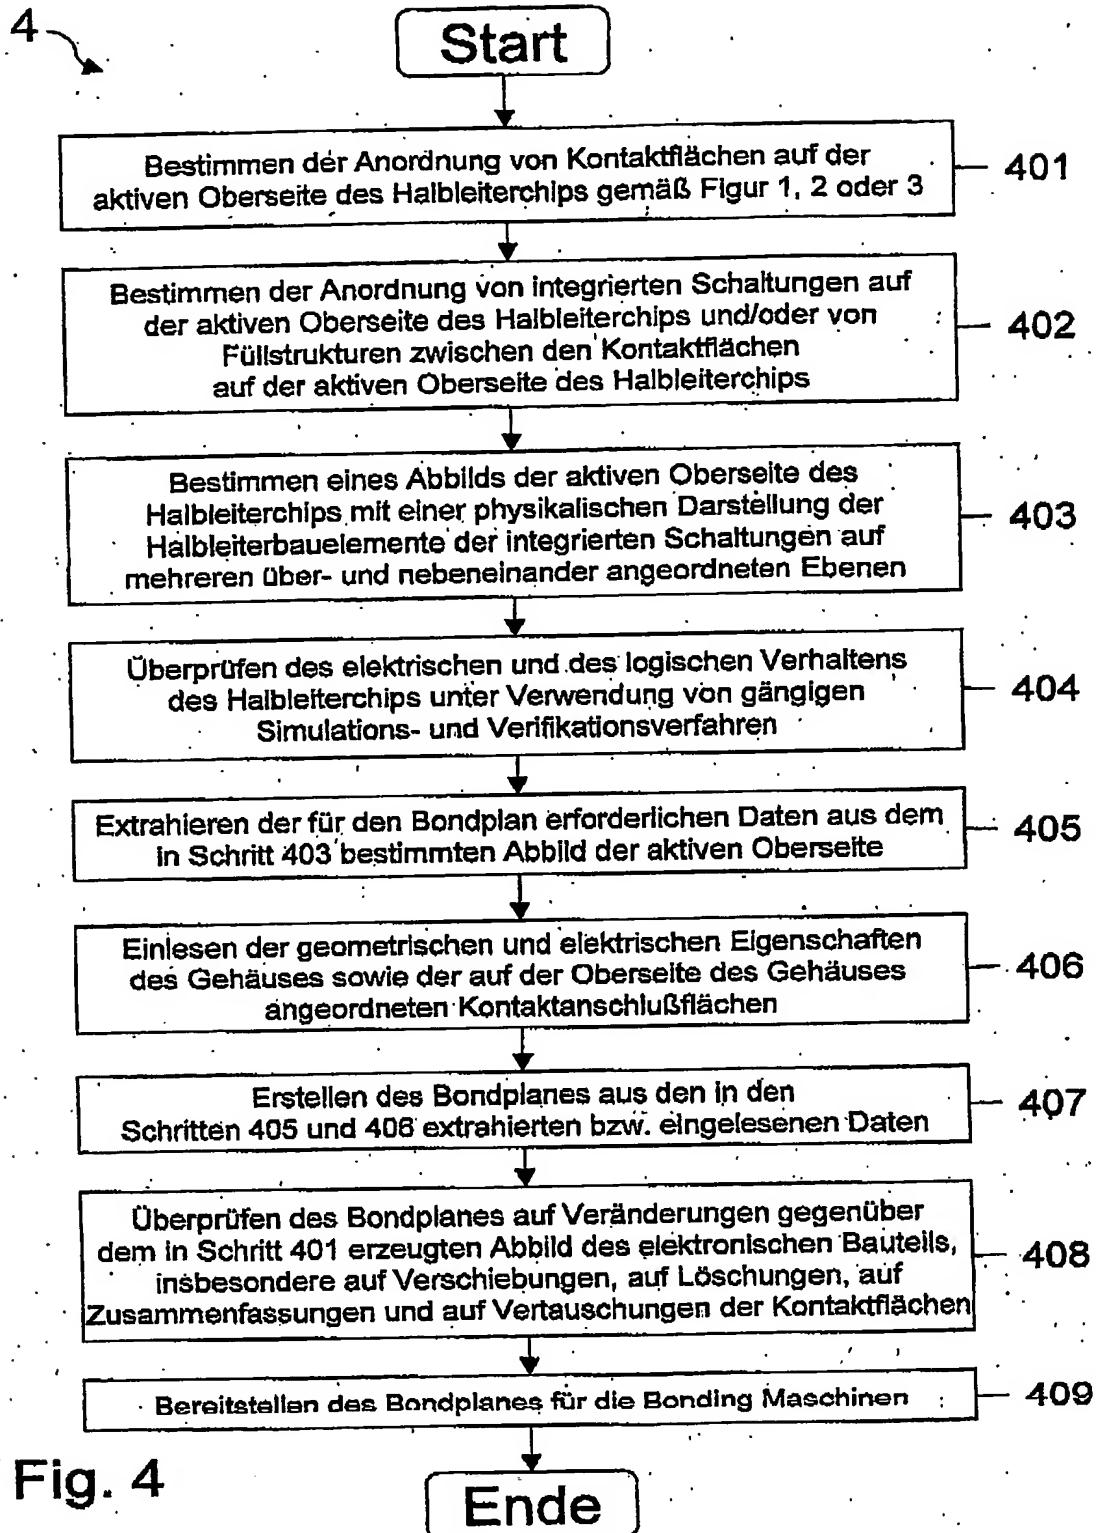 4
Start
Bestimmen der Anordnung von Kontaktflächen auf der
aktiven Oberseite des Halbleiterchips gemäß Figur 1, 2 oder 3
401
Bestimmen der Anordnung von integrierten Schaltungen auf
der aktiven Oberseite des Halbleiterchips und/oder von
Füllstrukturen zwischen den Kontaktflächen
auf der aktiven Oberseite des Halbleiterchips
402
Bestimmen eines Abbilds der aktiven Oberseite des
Halbleiterchips mit einer physikalischen Darstellung der
Halbleiterbauelemente der integrierten Schaltungen auf
mehreren über- und nebeneinander angeordneten Ebenen
403
Überprüfen des elektrischen und des logischen Verhaltens
des Halbleiterchips unter Verwendung von gängigen
Simulations- und Verifikationsverfahren
404
Extrahieren der für den Bondplan erforderlichen Daten aus dem
in Schritt 403 bestimmten Abbild der aktiven Oberseite
405
Einlesen der geometrischen und elektrischen Eigenschaften
des Gehäuses sowie der auf der Oberseite des Gehäuses
angeordneten Kontaktanschlußflächen
406
Erstellen des Bondplanes aus den in den
Schritten 405 und 406 extrahierten bzw. eingelesenen Daten
407
Überprüfen des Bondplanes auf Veränderungen gegenüber
dem in Schritt 401 erzeugten Abbild des elektronischen Bauteils,
insbesondere auf Verschiebungen, auf Löschungen, auf
Zusammenfassungen und auf Vertauschungen der Kontaktflächen
408
Bereitstellen des Bondplanes für die Bonding Maschinen
409
Fig. 4
Ende